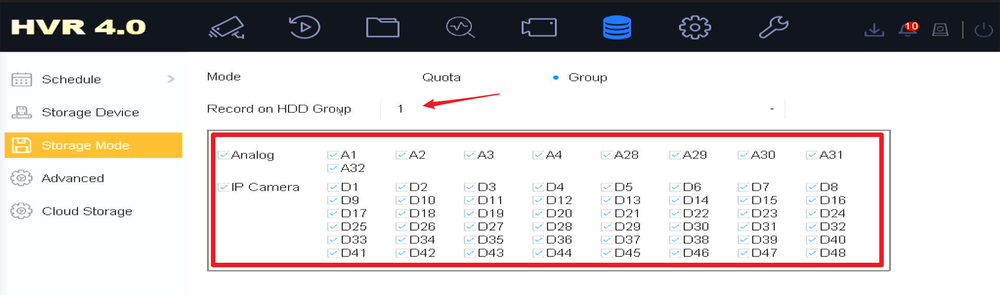 HVR 4.0
10
Schedule
Storage Device
Storage Mode
Advanced
Cloud Storage
Mode Quota Group
Record on HDD Group 1
Analog A1 A2 A3 A4 A28 A29 A30 A31
A32
IP Camera D1 D2 D3 D4 D5 D6 D7 D8
D9 D10 D11 D12 D13 D14 D15 D16
D17 D18 D19 D20 D21 D22 D23 D24
D25 D26 D27 D28 D29 D30 D31 D32
D33 D34 D35 D36 D37 D38 D39 D40
D41 D42 D43 D44 D45 D46 D47 D48